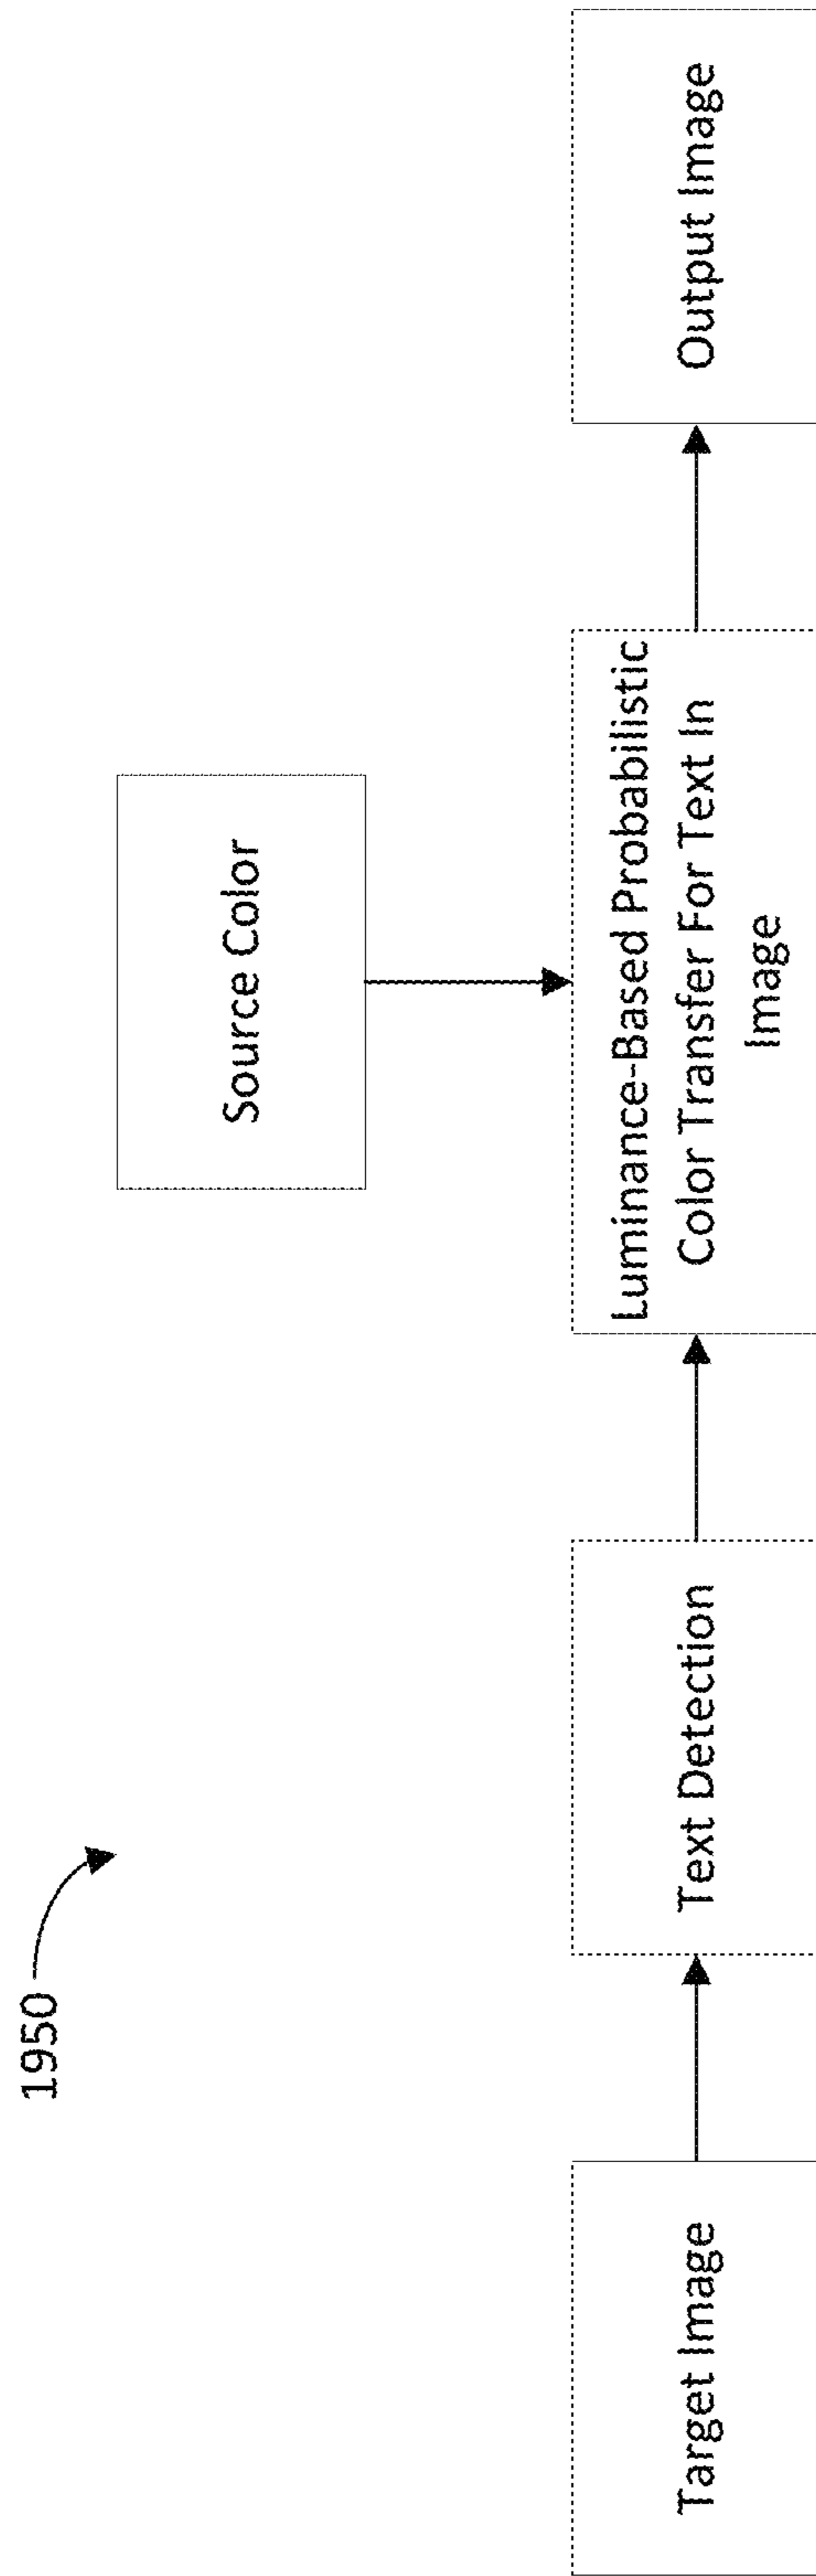 1950
Source Color
Target Image
Text Detection
Luminance-Based Probabilistic
Color Transfer For Text In
Image
Output Image